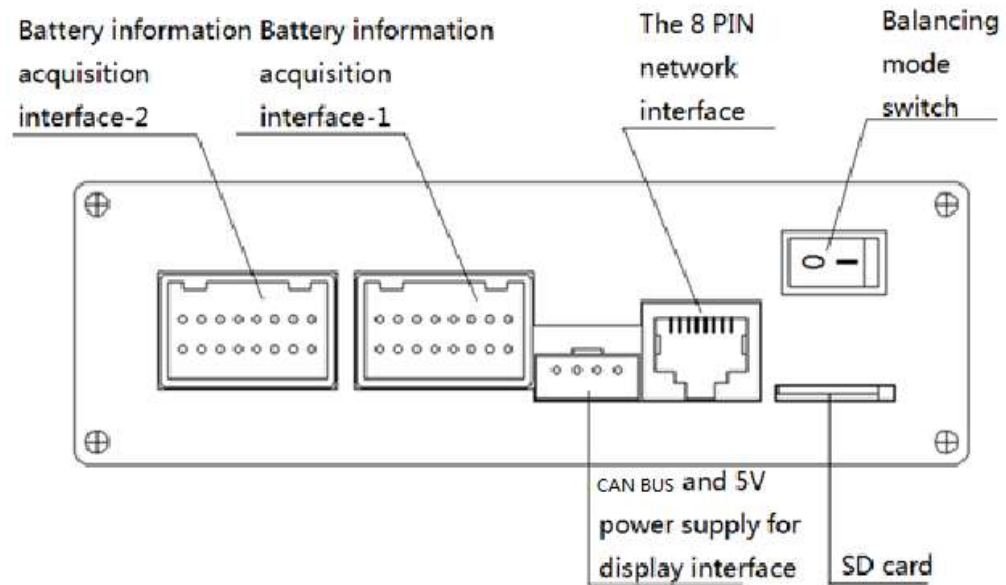 Battery information
acquisition
interface-2
Battery information
acquisition
interface-1
The 8 PIN
network
interface
Balancing
mode
switch
CAN BUS and 5V
power supply for
display interface
SD card